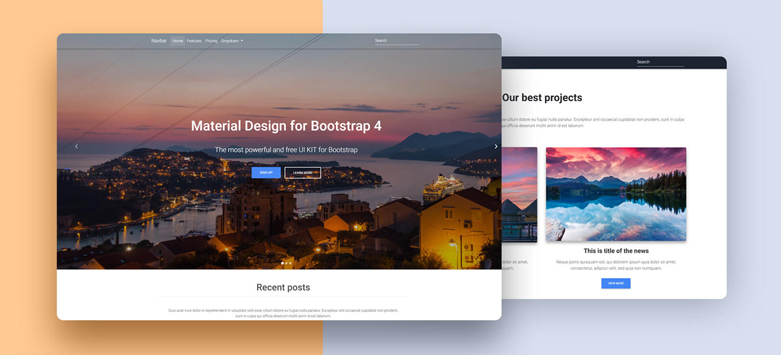 Navbar Home Features Pricing Dropdown Search
Material Design for Bootstrap 4
The most powerful and free UI KIT for Bootstrap
SIGN UP! LEARN MORE
Recent posts
Duis aute irure dolor in reprehenderit in voluptate velit esse cillum dolore eu fugiat nulla pariatur. Excepteur sint occaecat cupidatat non proident,
sunt in culpa qui officia deserunt mollit anim id est laborum.
Search
Our best projects
cillum dolore eu fugiat nulla pariatur. Excepteur sint occaecat cupidatat non proident, sunt in culpa
qui officia deserunt mollit anim id est laborum.
This is title of the news
dolor sit amet,
quam.
Neque porro quisquam est, qui dolorem ipsum quia dolor sit amet,
consectetur, adipisci velit, sed quia non numquam.
VIEW MORE